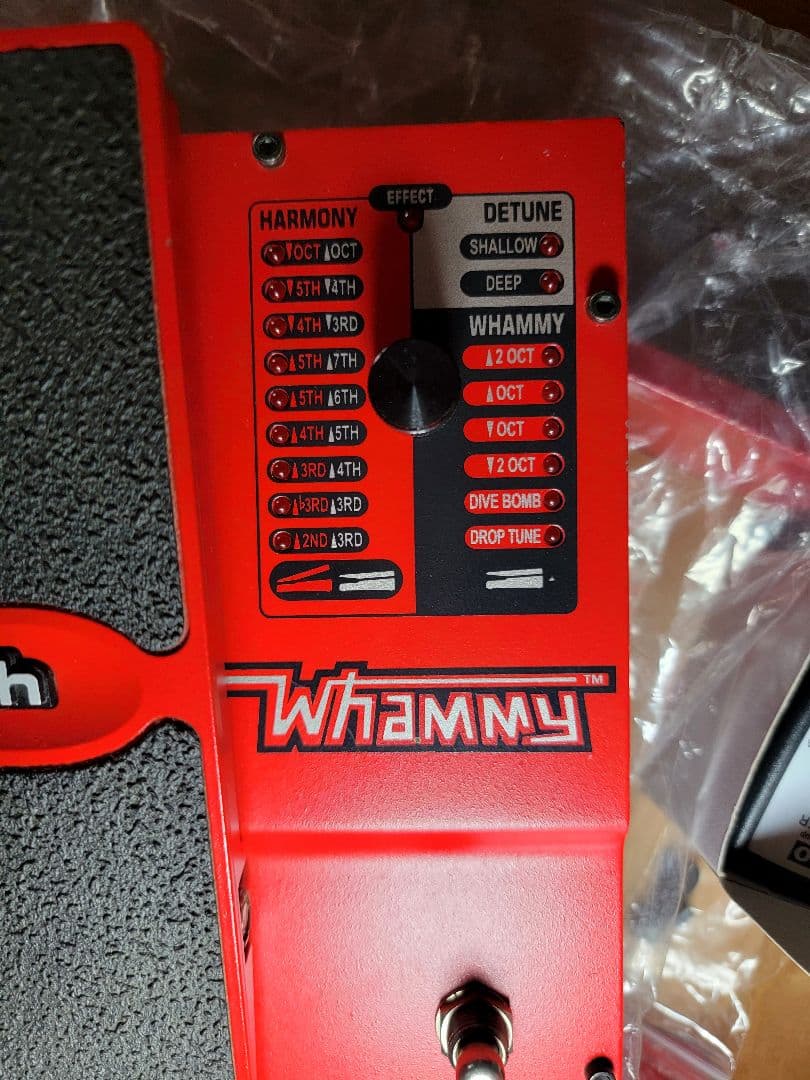 EFFECT
HARMONY
▼OCT ▲OCT
▼5TH ▼4TH
▼4TH ▼3RD
▲5TH ▲7TH
▲5TH ▲6TH
▲4TH ▲5TH
▲3RD ▲4TH
▲♭3RD ▲3RD
▲2ND ▲3RD
DETUNE
SHALLOW
DEEP
WHAMMY
▲2 OCT
▲OCT
▼OCT
▼2 OCT
DIVE BOMB
DROP TUNE
Whammy™
h